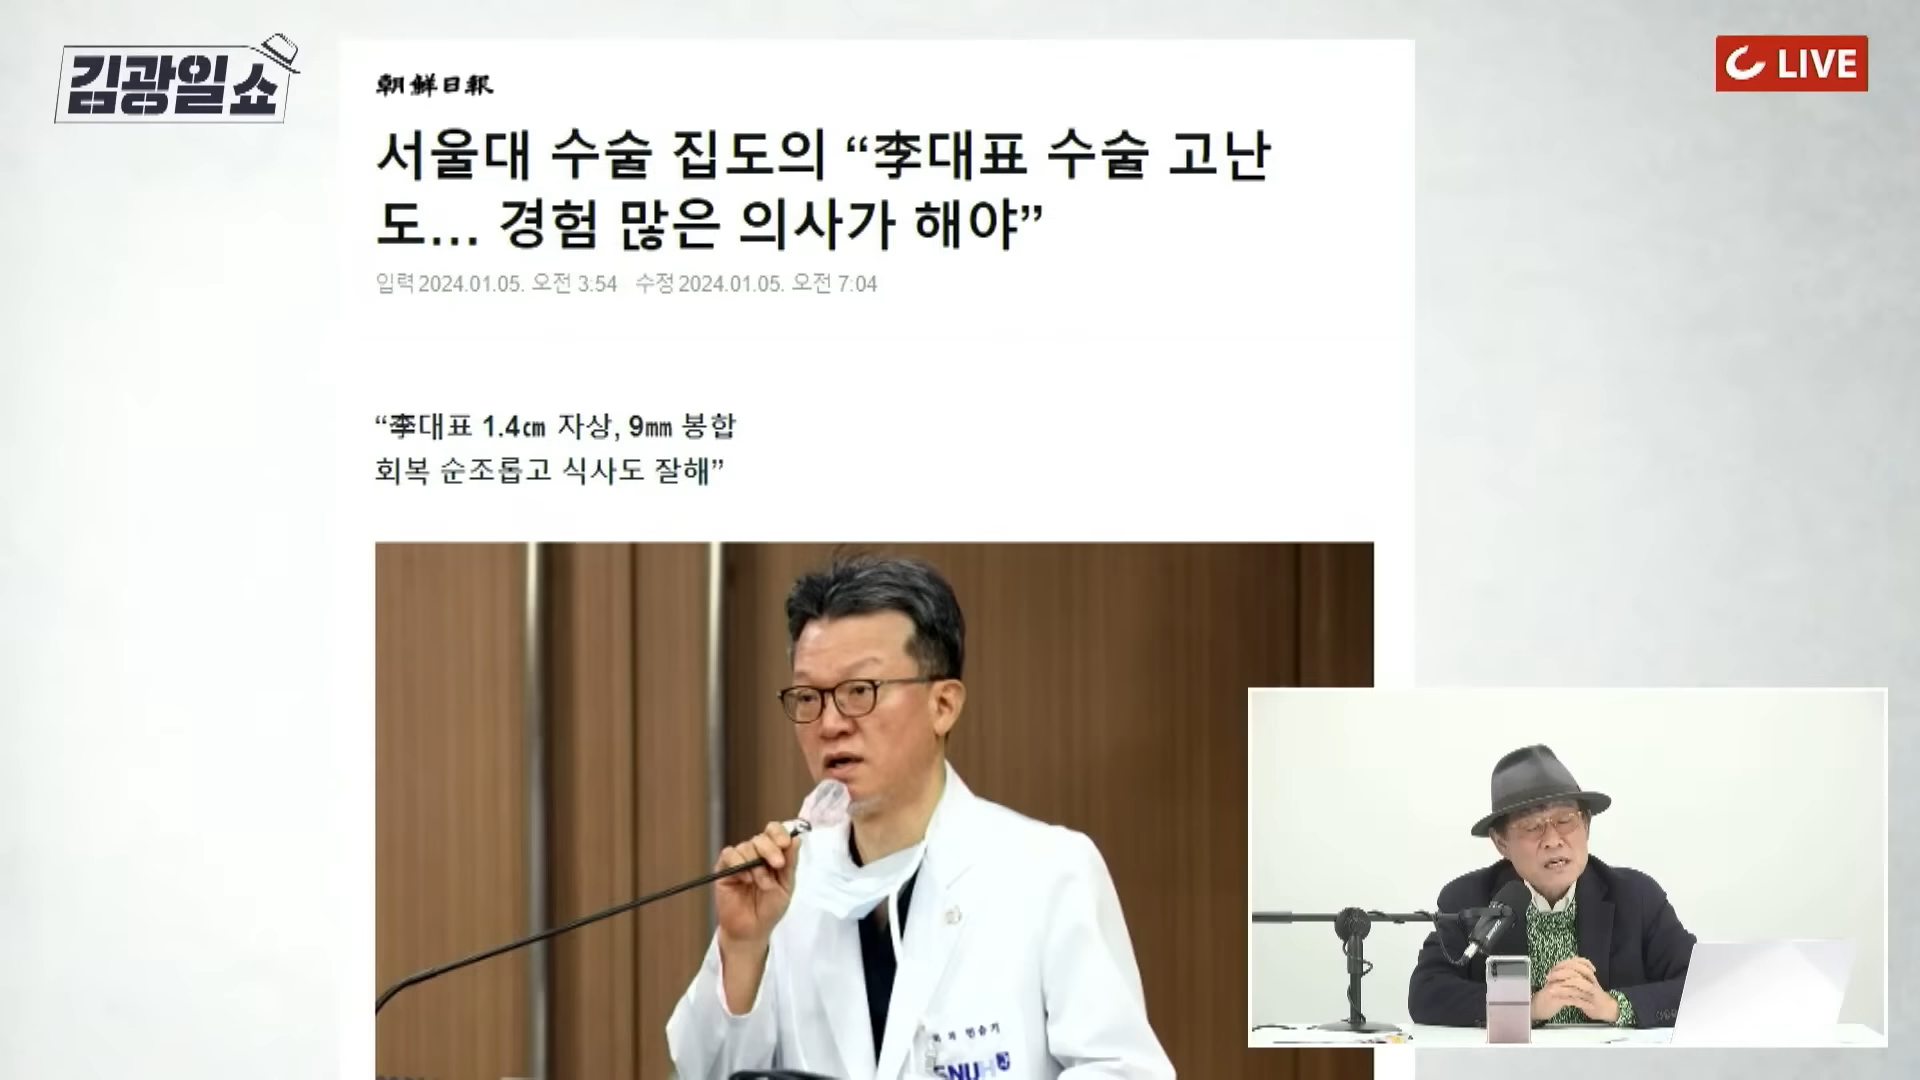 김광일쇼
LIVE
朝鮮日報
서울대 수술 집도의 “李대표 수술 고난
도... 경험 많은 의사가 해야”
입력 2024.01.05. 오전 3:54 수정 2024.01.05. 오전 7:04
“李대표 1.4㎝ 자상, 9㎜ 봉합
회복 순조롭고 식사도 잘해”
민승기
SNUH